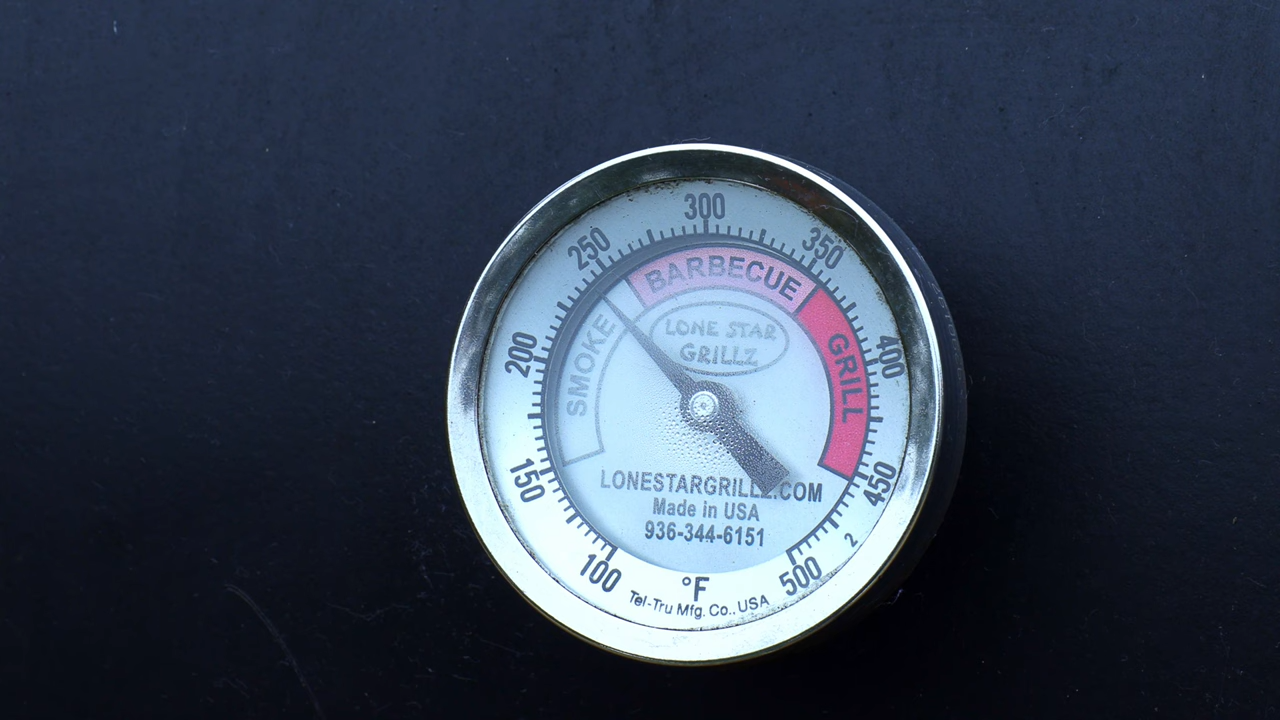 300
250
350
BARBECUE
LONE STAR
GRILLZ
SMOKE
GRILL
200
400
150
450
LONESTARGRILLZ.COM
Made in USA
936-344-6151
2
100
°F
500
Tel-Tru Mfg. Co., USA